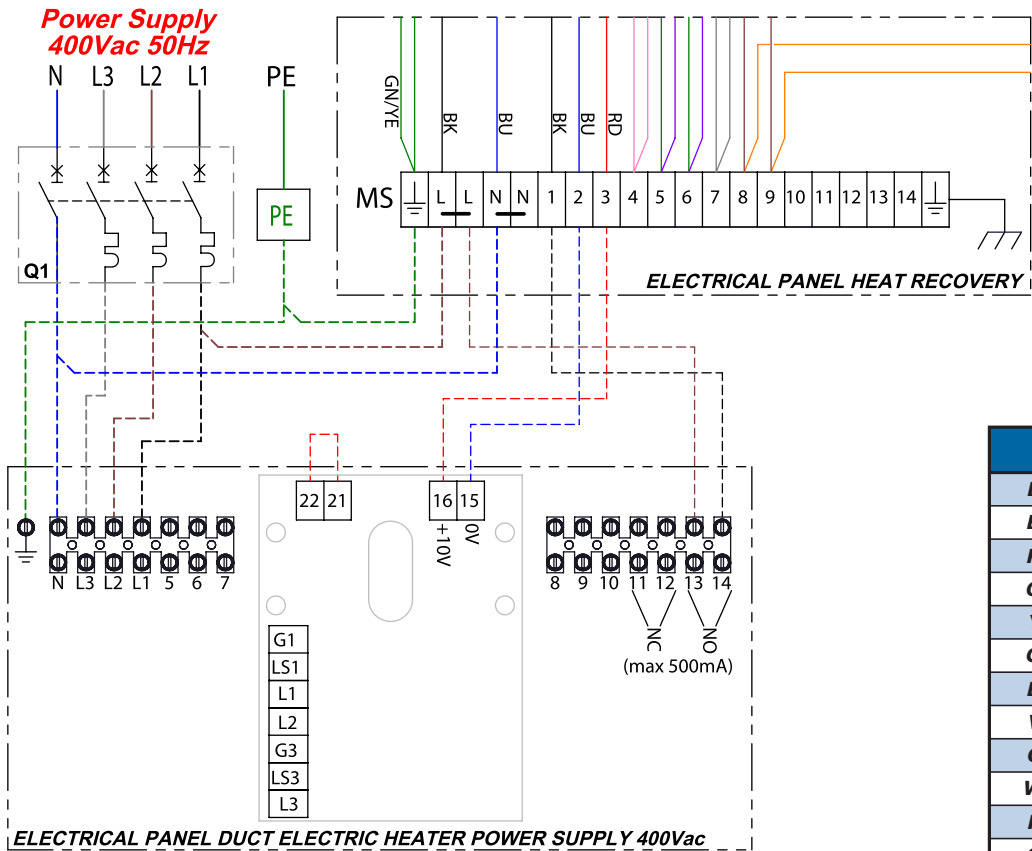 Power Supply
400Vac 50Hz
N L3 L2 L1 PE
GN/YE BK BU BK BU RD
PE
MS L L N N 1 2 3 4 5 6 7 8 9 10 11 12 13 14
Q1
ELECTRICAL PANEL HEAT RECOVERY
22 21 16 15
+10V 0V
N L3 L2 L1 5 6 7
8 9 10 11 12 13 14
NC NO
(max 500mA)
G1
LS1
L1
L2
G3
LS3
L3
ELECTRICAL PANEL DUCT ELECTRIC HEATER POWER SUPPLY 400Vac